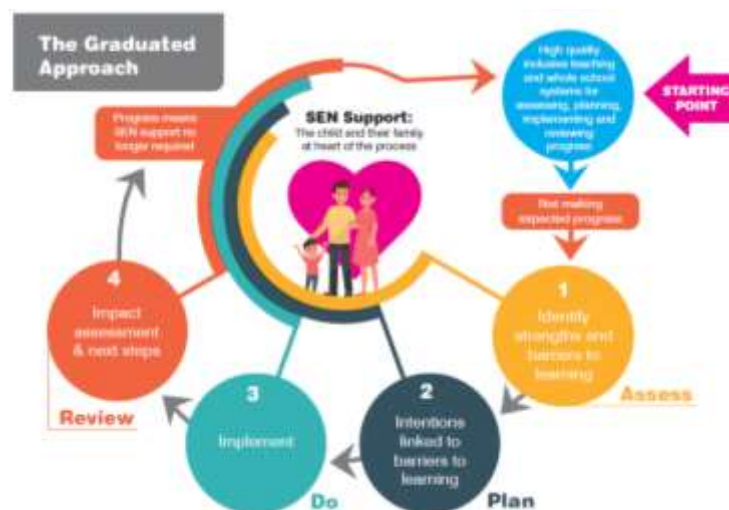 The Graduated
Approach
High quality
inclusive teaching
and whole school
systems for
assessing, planning,
implementing and
reviewing
progress
STARTING
POINT
Progress means
SEN support no
longer required
SEN Support:
The child and their family
at heart of the process
Not making
expected progress
1
Identify
strengths and
barriers to
learning
Assess
2
Intentions
linked to
barriers to
learning
Plan
3
Implement
Do
4
Impact
assessment
& next steps
Review